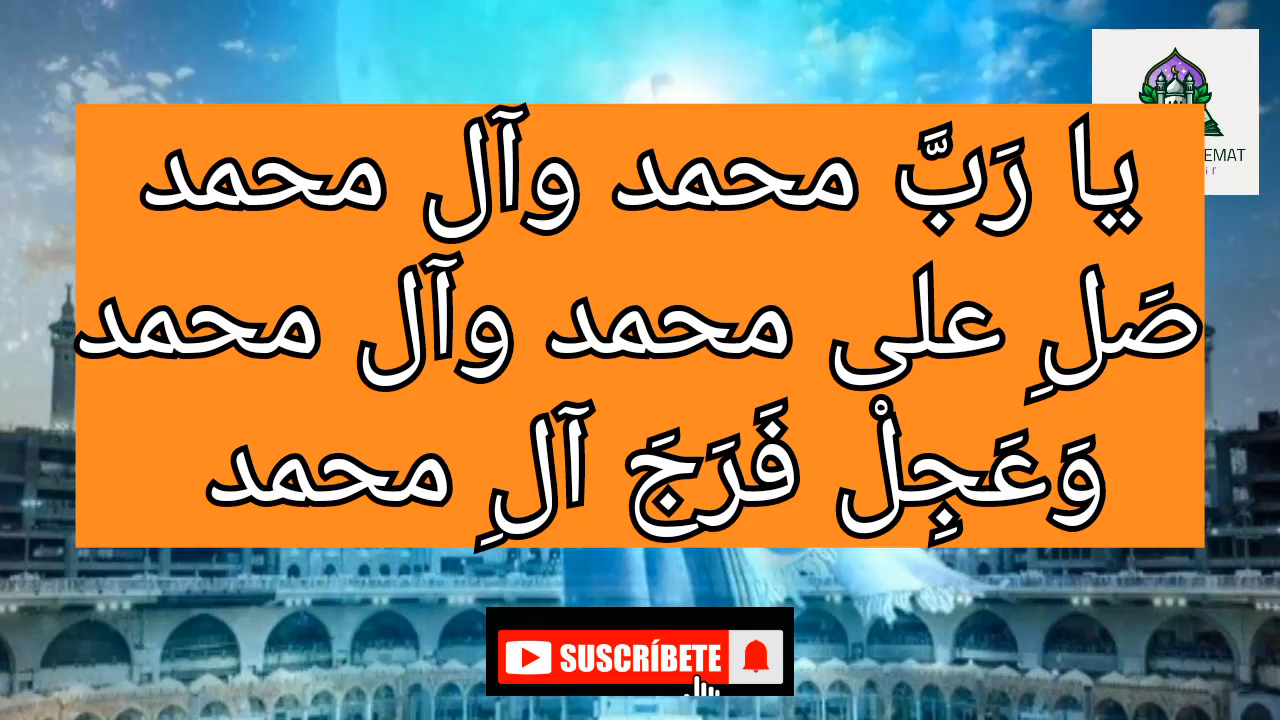 يا رَبَّ محمد وآل محمد
صَلِ على محمد وآل محمد
وَعَجِلْ فَرَجَ آلِ محمد
SUSCRÍBETE